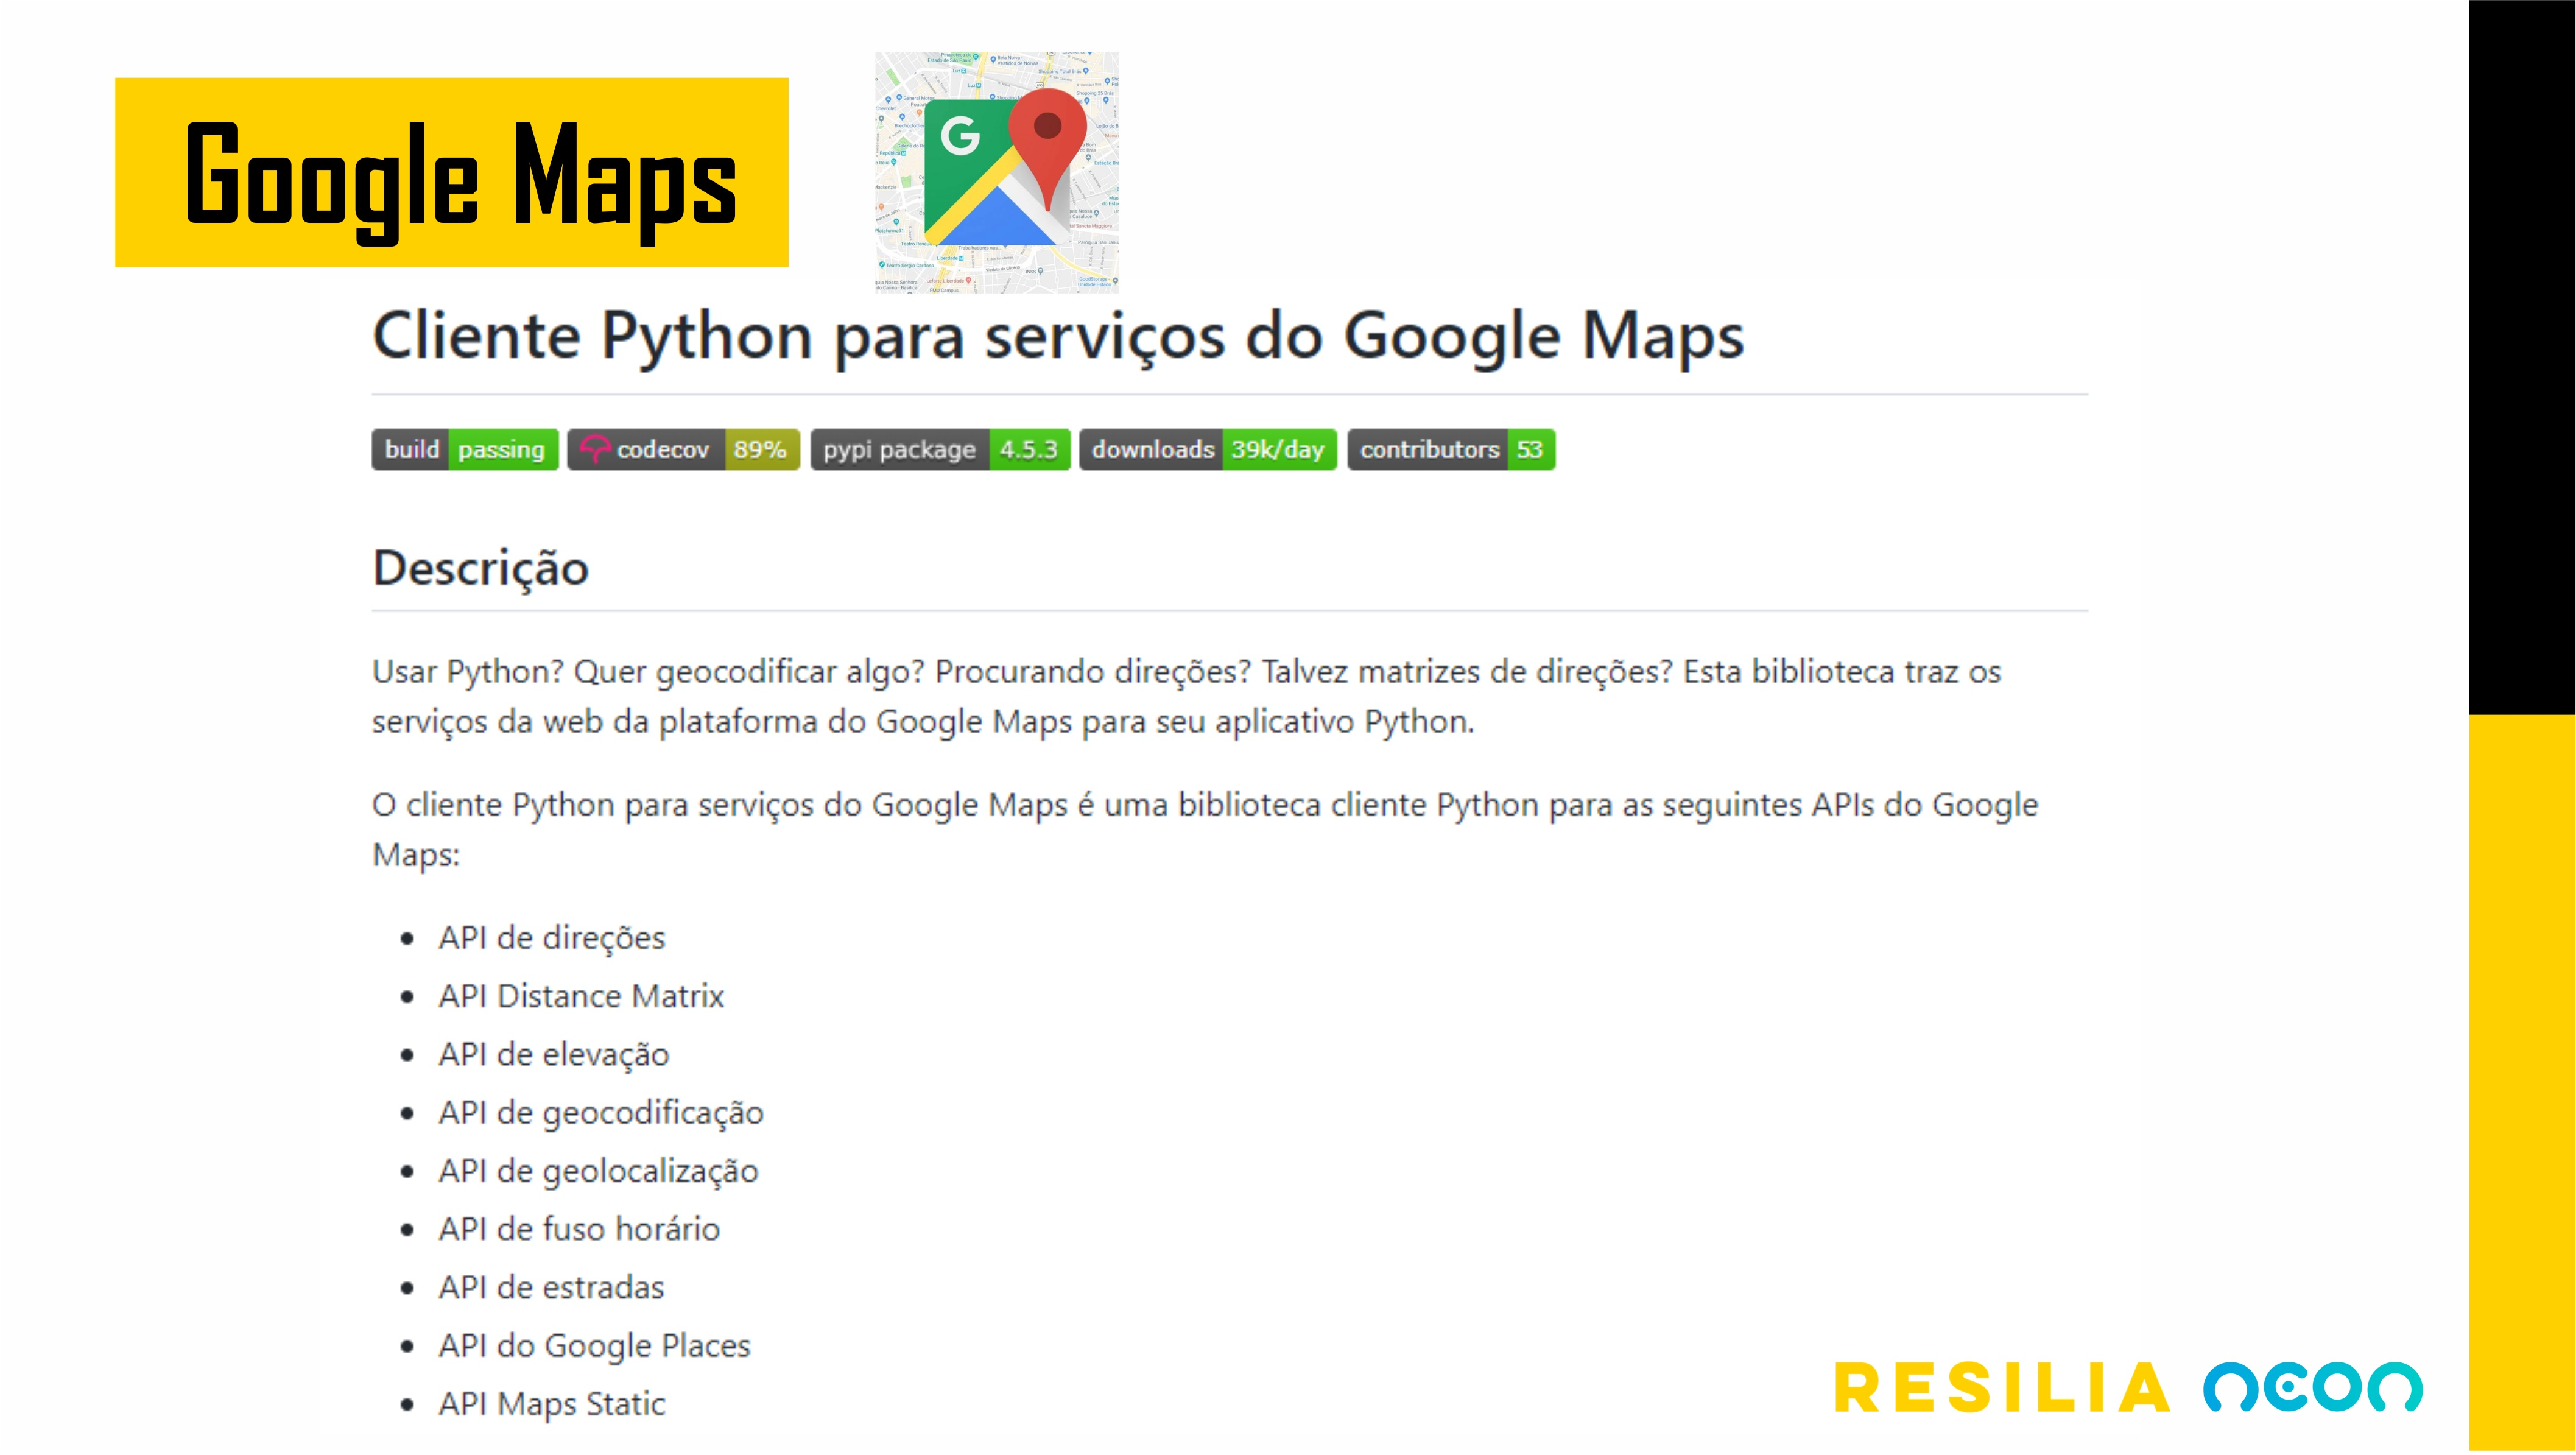 Google Maps
G
Cliente Python para serviços do Google Maps
build passing codecov 89% pypi package 4.5.3 downloads 39k/day contributors 53
Descrição
Usar Python? Quer geocodificar algo? Procurando direções? Talvez matrizes de direções? Esta biblioteca traz os
serviços da web da plataforma do Google Maps para seu aplicativo Python.
O cliente Python para serviços do Google Maps é uma biblioteca cliente Python para as seguintes APIs do Google
Maps:
• API de direções
• API Distance Matrix
• API de elevação
• API de geocodificação
• API de geolocalização
• API de fuso horário
• API de estradas
• API do Google Places
• API Maps Static
RESILIA neon